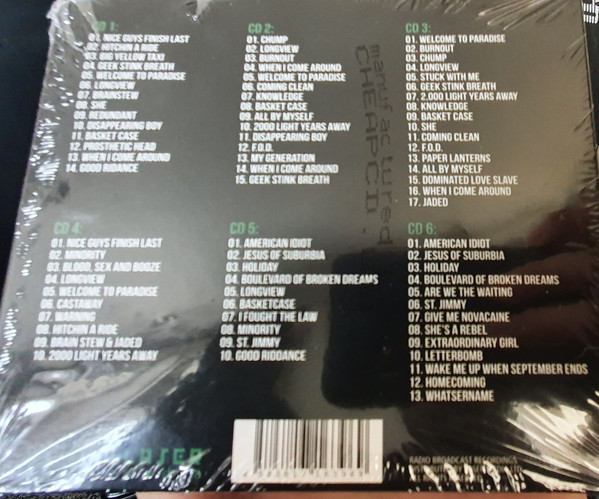 CD 1:
01. NICE GUYS FINISH LAST
02. HITCHIN A RIDE
03. BIG YELLOW TAXI
04. GEEK STINK BREATH
05. WELCOME TO PARADISE
06. LONGVIEW
07. BRAINSTEW
08. SHE
09. REDUNDANT
10. DISAPPEARING BOY
11. BASKET CASE
12. PROSTHETIC HEAD
13. WHEN I COME AROUND
14. GOOD RIDANCE
CD 2:
01. CHUMP
02. LONGVIEW
03. BURNOUT
04. WHEN I COME AROUND
05. WELCOME TO PARADISE
06. COMING CLEAN
07. KNOWLEDGE
08. BASKET CASE
09. ALL BY MYSELF
10. 2000 LIGHT YEARS AWAY
11. DISAPPEARING BOY
12. F.O.D.
13. MY GENERATION
14. WHEN I COME AROUND
15. GEEK STINK BREATH
manufactured
CHEAPCD.
CD 3:
01. WELCOME TO PARADISE
02. BURNOUT
03. CHUMP
04. LONGVIEW
05. STUCK WITH ME
06. GEEK STINK BREATH
07. 2,000 LIGHT YEARS AWAY
08. KNOWLEDGE
09. BASKET CASE
10. SHE
11. COMING CLEAN
12. F.O.D.
13. PAPER LANTERNS
14. ALL BY MYSELF
15. DOMINATED LOVE SLAVE
16. WHEN I COME AROUND
17. JADED
CD 4:
01. NICE GUYS FINISH LAST
02. MINORITY
03. BLOOD, SEX AND BOOZE
04. LONGVIEW
05. WELCOME TO PARADISE
06. CASTAWAY
07. WARNING
08. HITCHIN A RIDE
09. BRAIN STEW & JADED
10. 2000 LIGHT YEARS AWAY
CD 5:
01. AMERICAN IDIOT
02. JESUS OF SUBURBIA
03. HOLIDAY
04. BOULEVARD OF BROKEN DREAMS
05. LONGVIEW
06. BASKETCASE
07. I FOUGHT THE LAW
08. MINORITY
09. ST. JIMMY
10. GOOD RIDDANCE
CD 6:
01. AMERICAN IDIOT
02. JESUS OF SUBURBIA
03. HOLIDAY
04. BOULEVARD OF BROKEN DREAMS
05. ARE WE THE WAITING
06. ST. JIMMY
07. GIVE ME NOVACAINE
08. SHE'S A REBEL
09. EXTRAORDINARY GIRL
10. LETTERBOMB
11. WAKE ME UP WHEN SEPTEMBER ENDS
12. HOMECOMING
13. WHATSERNAME
RADIO BROADCAST RECORDINGS